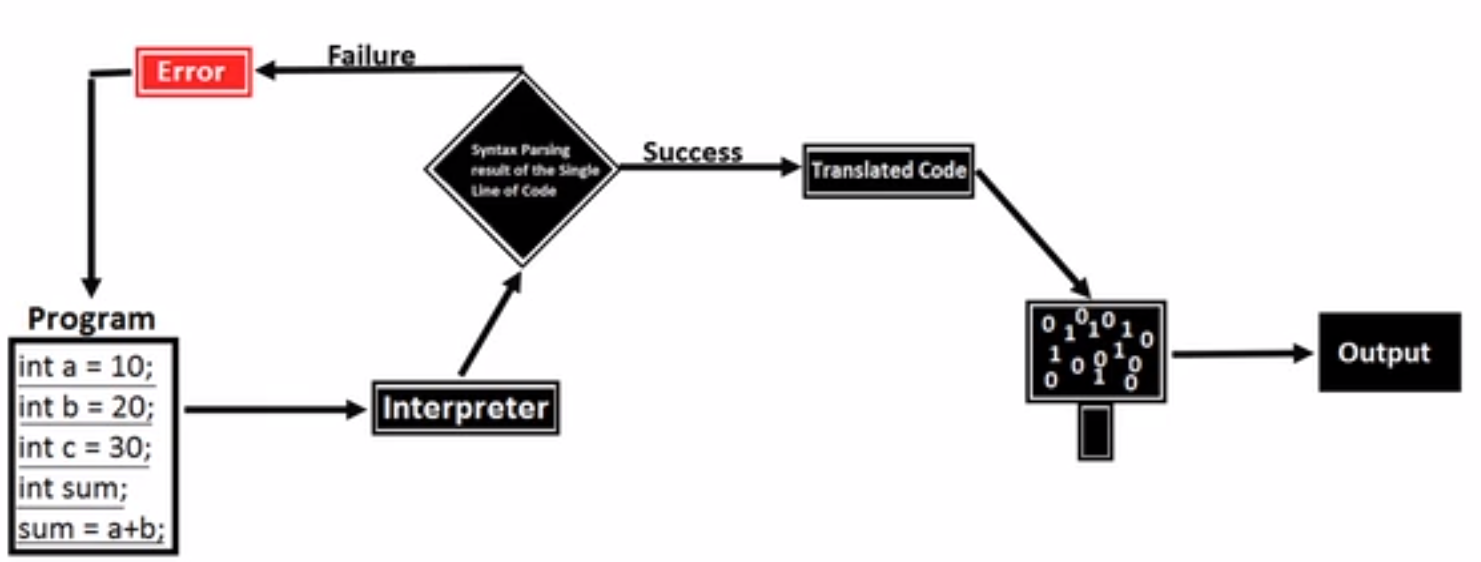 Failure
Error
Syntax Parsing
result of the Single
Line of Code
Success
Translated Code
Program
int a = 10;
int b = 20;
int c = 30;
int sum;
sum = a+b;
Interpreter
0 1 0 1 0 1 0
1 0 0 1 0
0 1 0
Output